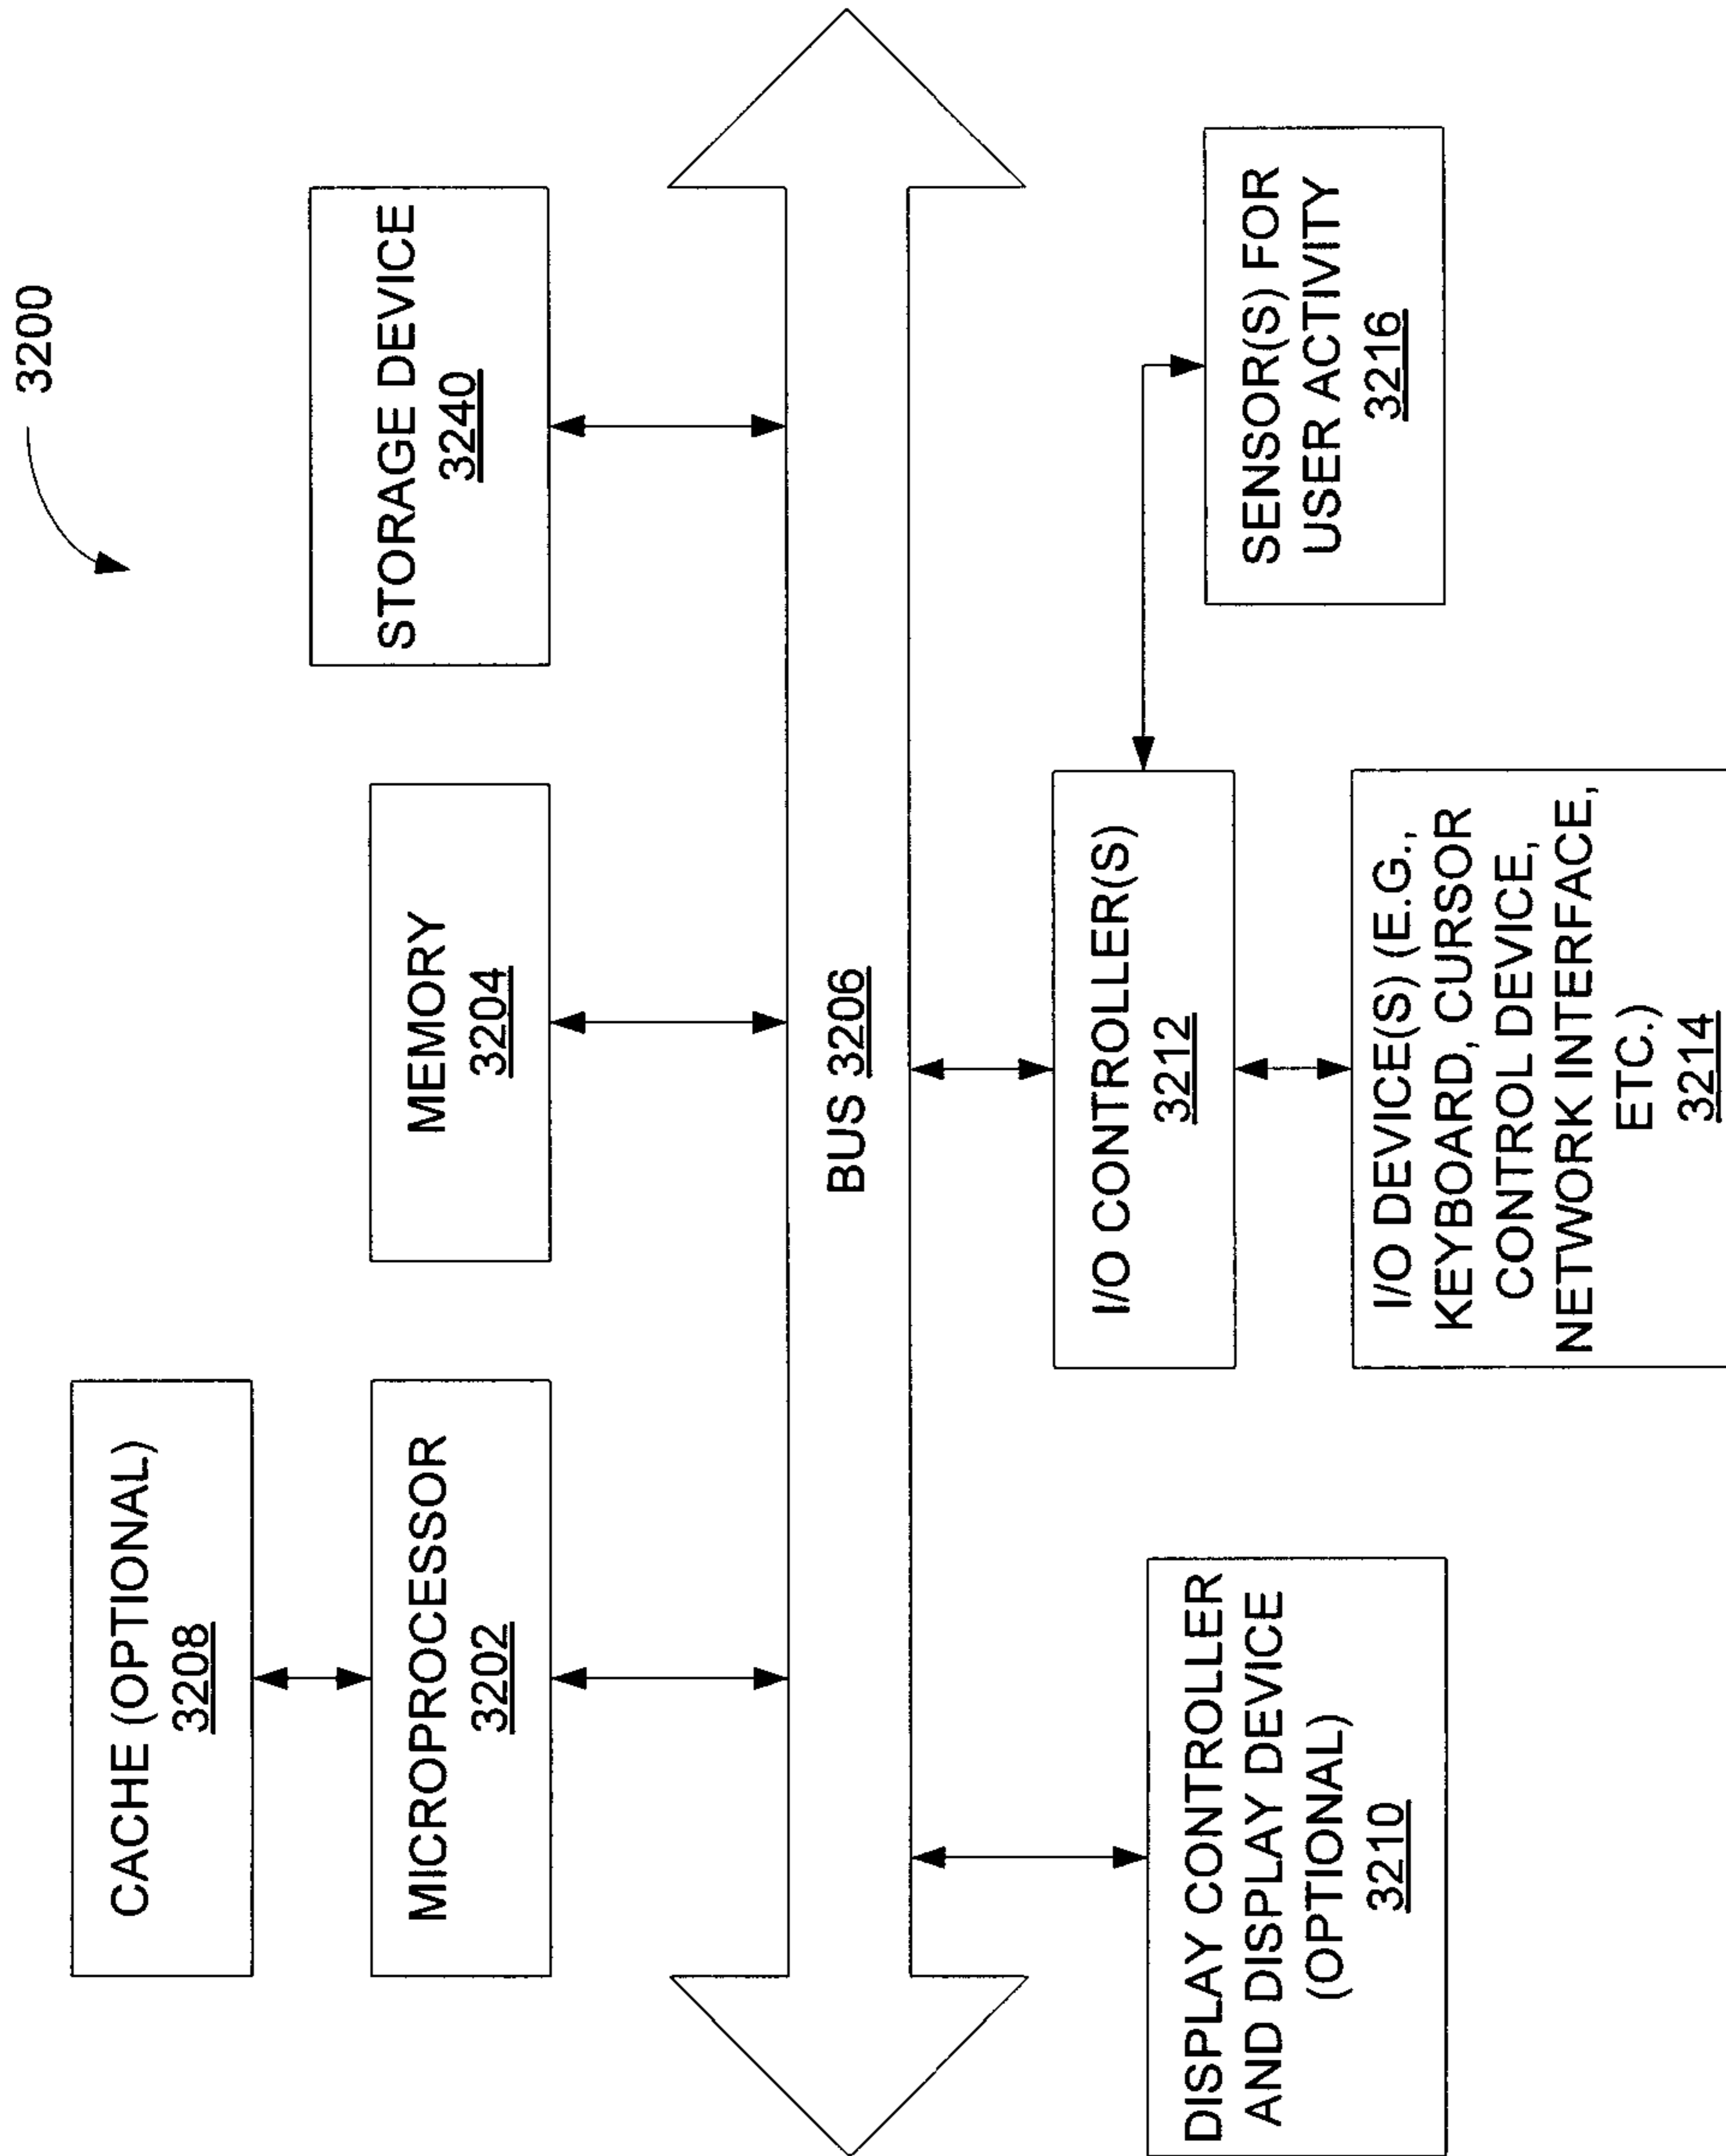 3200
CACHE (OPTIONAL)
3208
MICROPROCESSOR
3202
MEMORY
3204
STORAGE DEVICE
3240
BUS 3206
DISPLAY CONTROLLER
AND DISPLAY DEVICE
(OPTIONAL)
3210
I/O CONTROLLER(S)
3212
I/O DEVICE(S) (E.G.,
KEYBOARD, CURSOR
CONTROL DEVICE,
NETWORK INTERFACE,
ETC.)
3214
SENSOR(S) FOR
USER ACTIVITY
3216